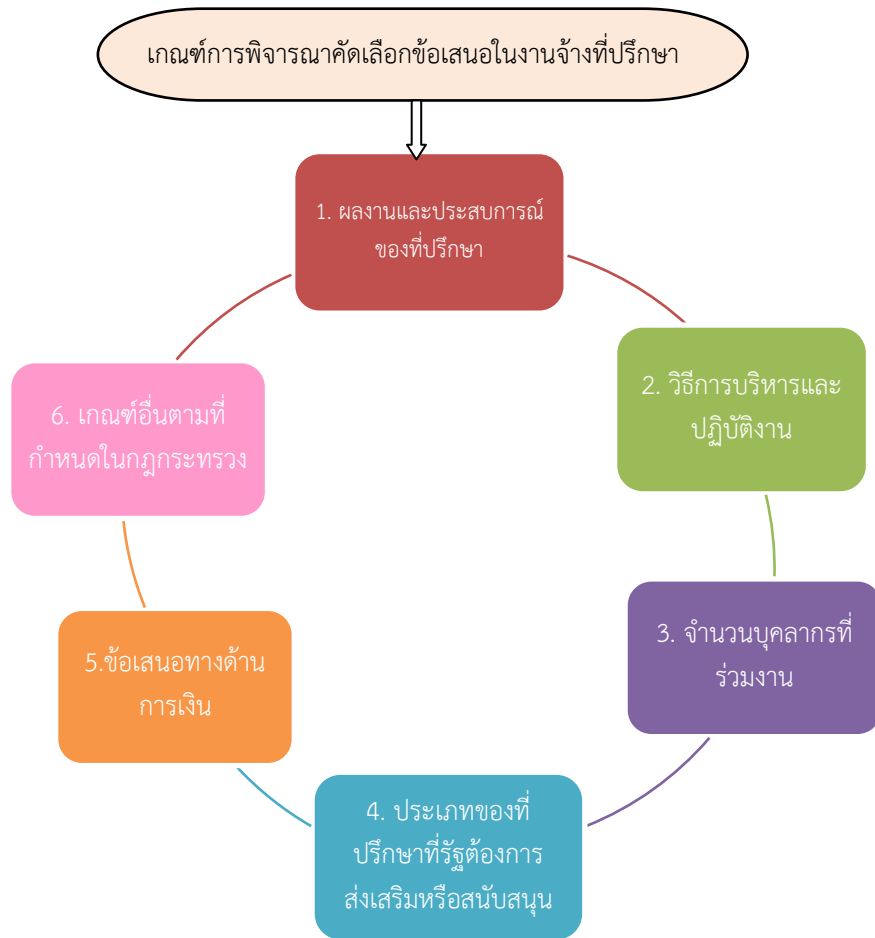 เกณฑ์การพิจารณาคัดเลือกข้อเสนอในงานจ้างที่ปรึกษา
1. ผลงานและประสบการณ์
ของที่ปรึกษา
2. วิธีการบริหารและ
ปฏิบัติงาน
3. จำนวนบุคลากรที่
ร่วมงาน
4. ประเภทของที่
ปรึกษาที่รัฐต้องการ
ส่งเสริมหรือสนับสนุน
5.ข้อเสนอทางด้าน
การเงิน
6. เกณฑ์อื่นตามที่
กำหนดในกฎกระทรวง